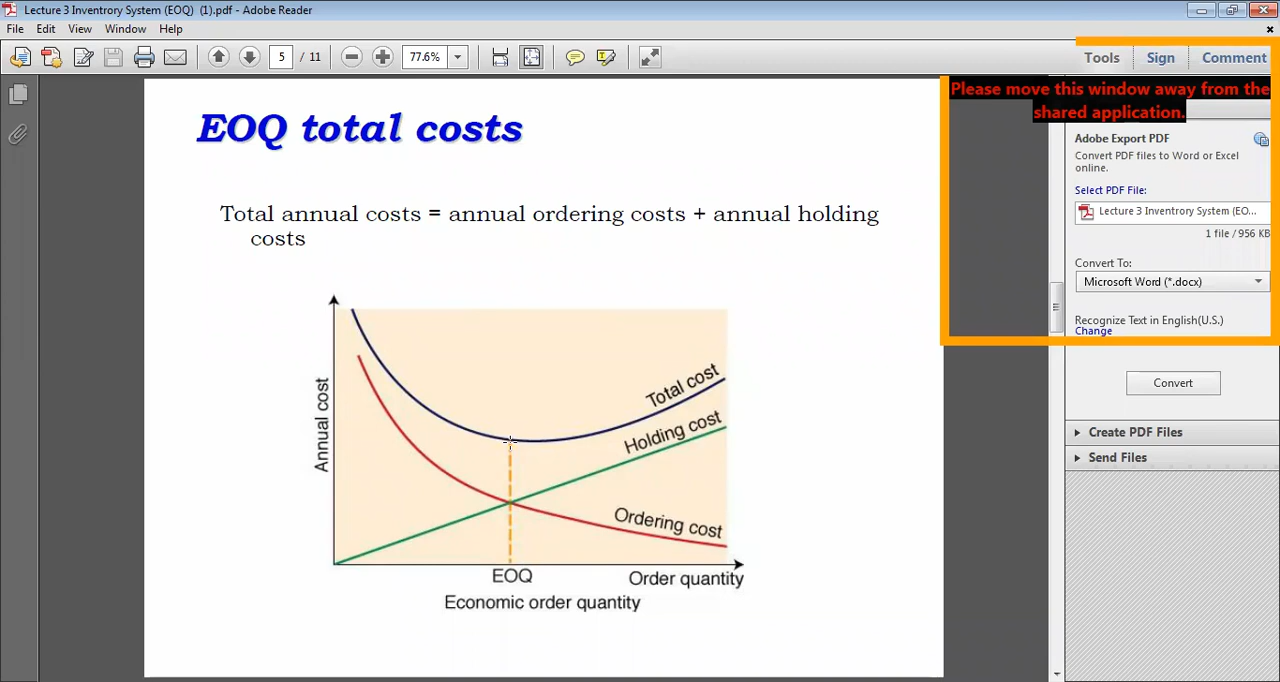 Lecture 3 Inventrory System (EOQ) (1).pdf - Adobe Reader
File Edit View Window Help
5 / 11 77.6% Tools Sign Comment
Please move this window away from the
shared application.
Adobe Export PDF
Convert PDF files to Word or Excel
online.
Select PDF File:
Lecture 3 Inventrory System (EO...
1 file / 956 KB
Convert To:
Microsoft Word (*.docx)
Recognize Text in English(U.S.)
Change
Convert
Create PDF Files
Send Files
EOQ total costs
Total annual costs = annual ordering costs + annual holding
costs
Annual cost
Total cost
Holding cost
Ordering cost
EOQ
Order quantity
Economic order quantity